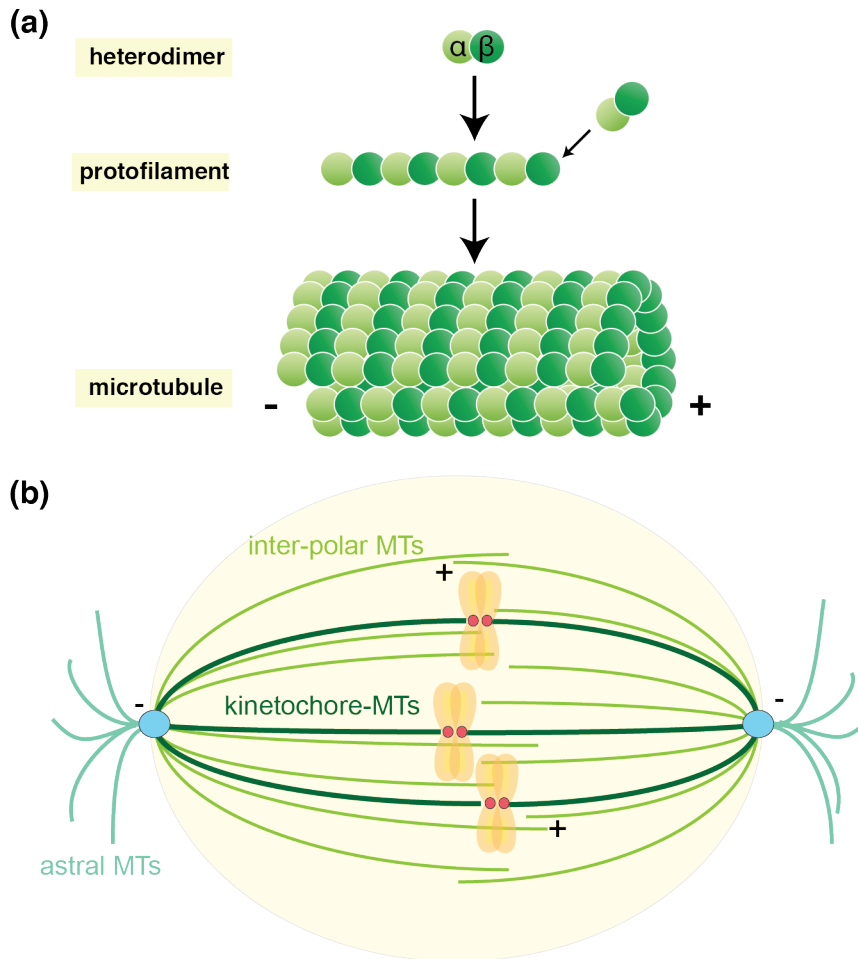 (a)
heterodimer
α β
protofilament
microtubule
-
+
(b)
inter-polar MTs
+
-
-
kinetochore-MTs
+
astral MTs